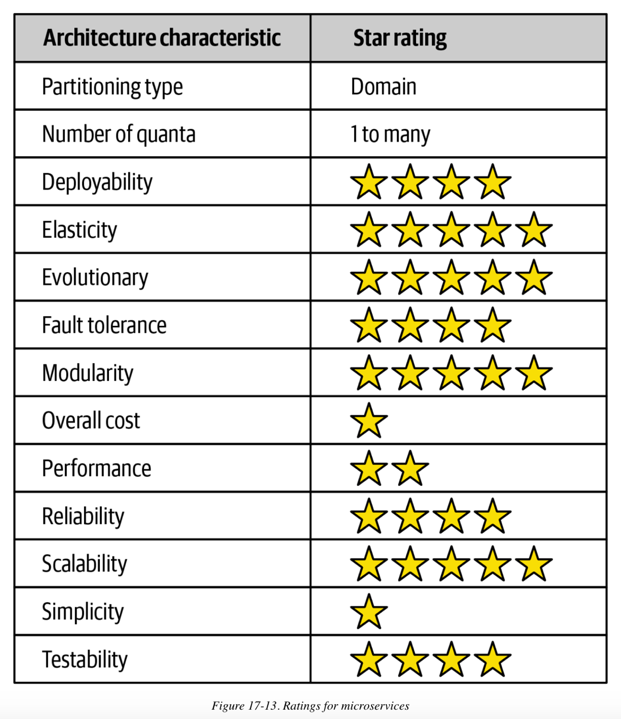 Architecture characteristic Star rating
Partitioning type Domain
Number of quanta 1 to many
Deployability
Elasticity
Evolutionary
Fault tolerance
Modularity
Overall cost
Performance
Reliability
Scalability
Simplicity
Testability
Figure 17-13. Ratings for microservices